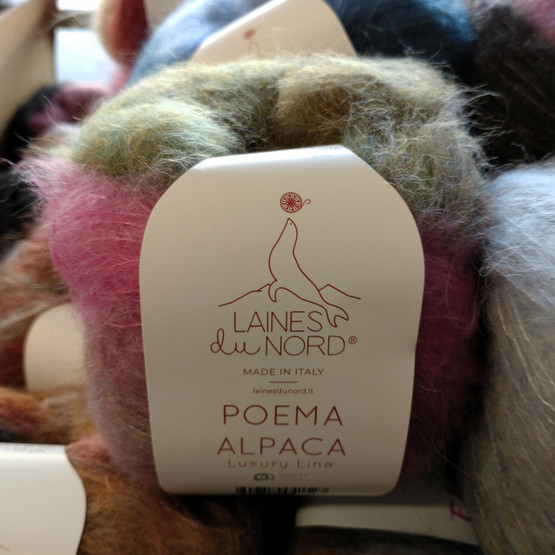 LAINES
du NORD®
MADE IN ITALY
lainesdunord.it
POEMA
ALPACA
Luxury Line